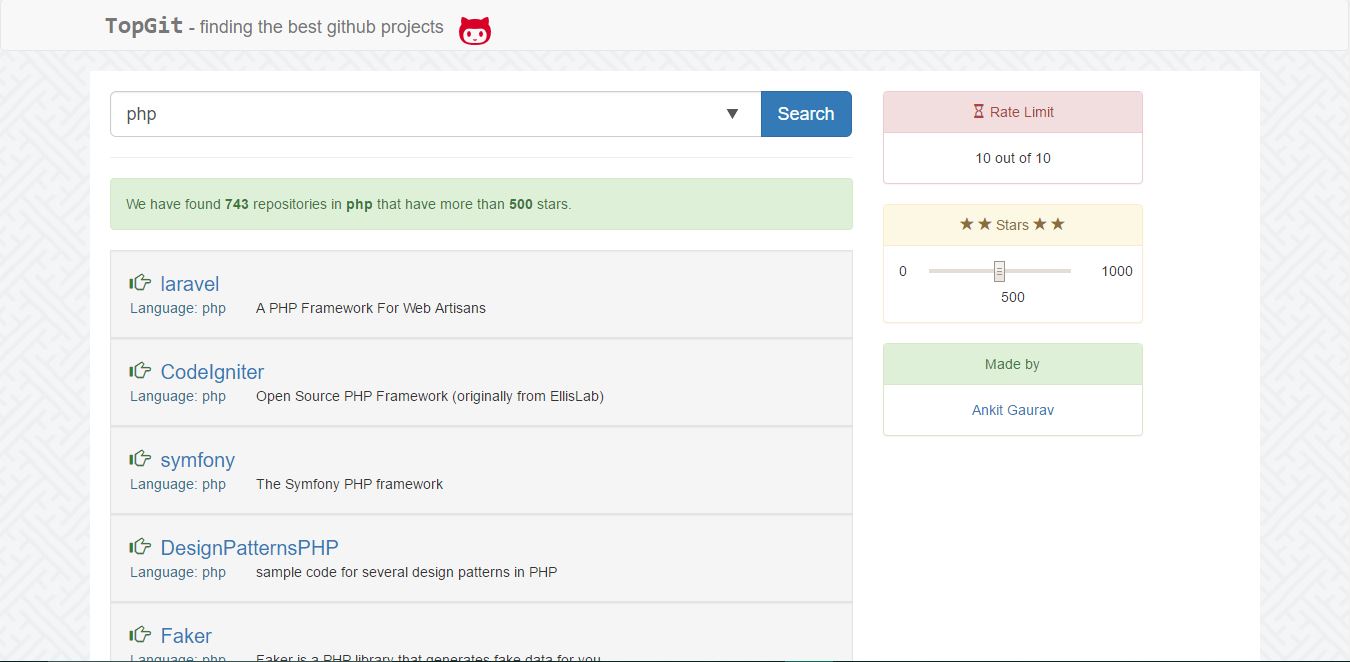 TopGit - finding the best github projects
php
Search
We have found 743 repositories in php that have more than 500 stars.
laravel
Language: php A PHP Framework For Web Artisans
CodeIgniter
Language: php Open Source PHP Framework (originally from EllisLab)
symfony
Language: php The Symfony PHP framework
DesignPatternsPHP
Language: php sample code for several design patterns in PHP
Faker
Language: php Faker is a PHP library that generates fake data for you
Rate Limit
10 out of 10
Stars
0 1000
500
Made by
Ankit Gaurav